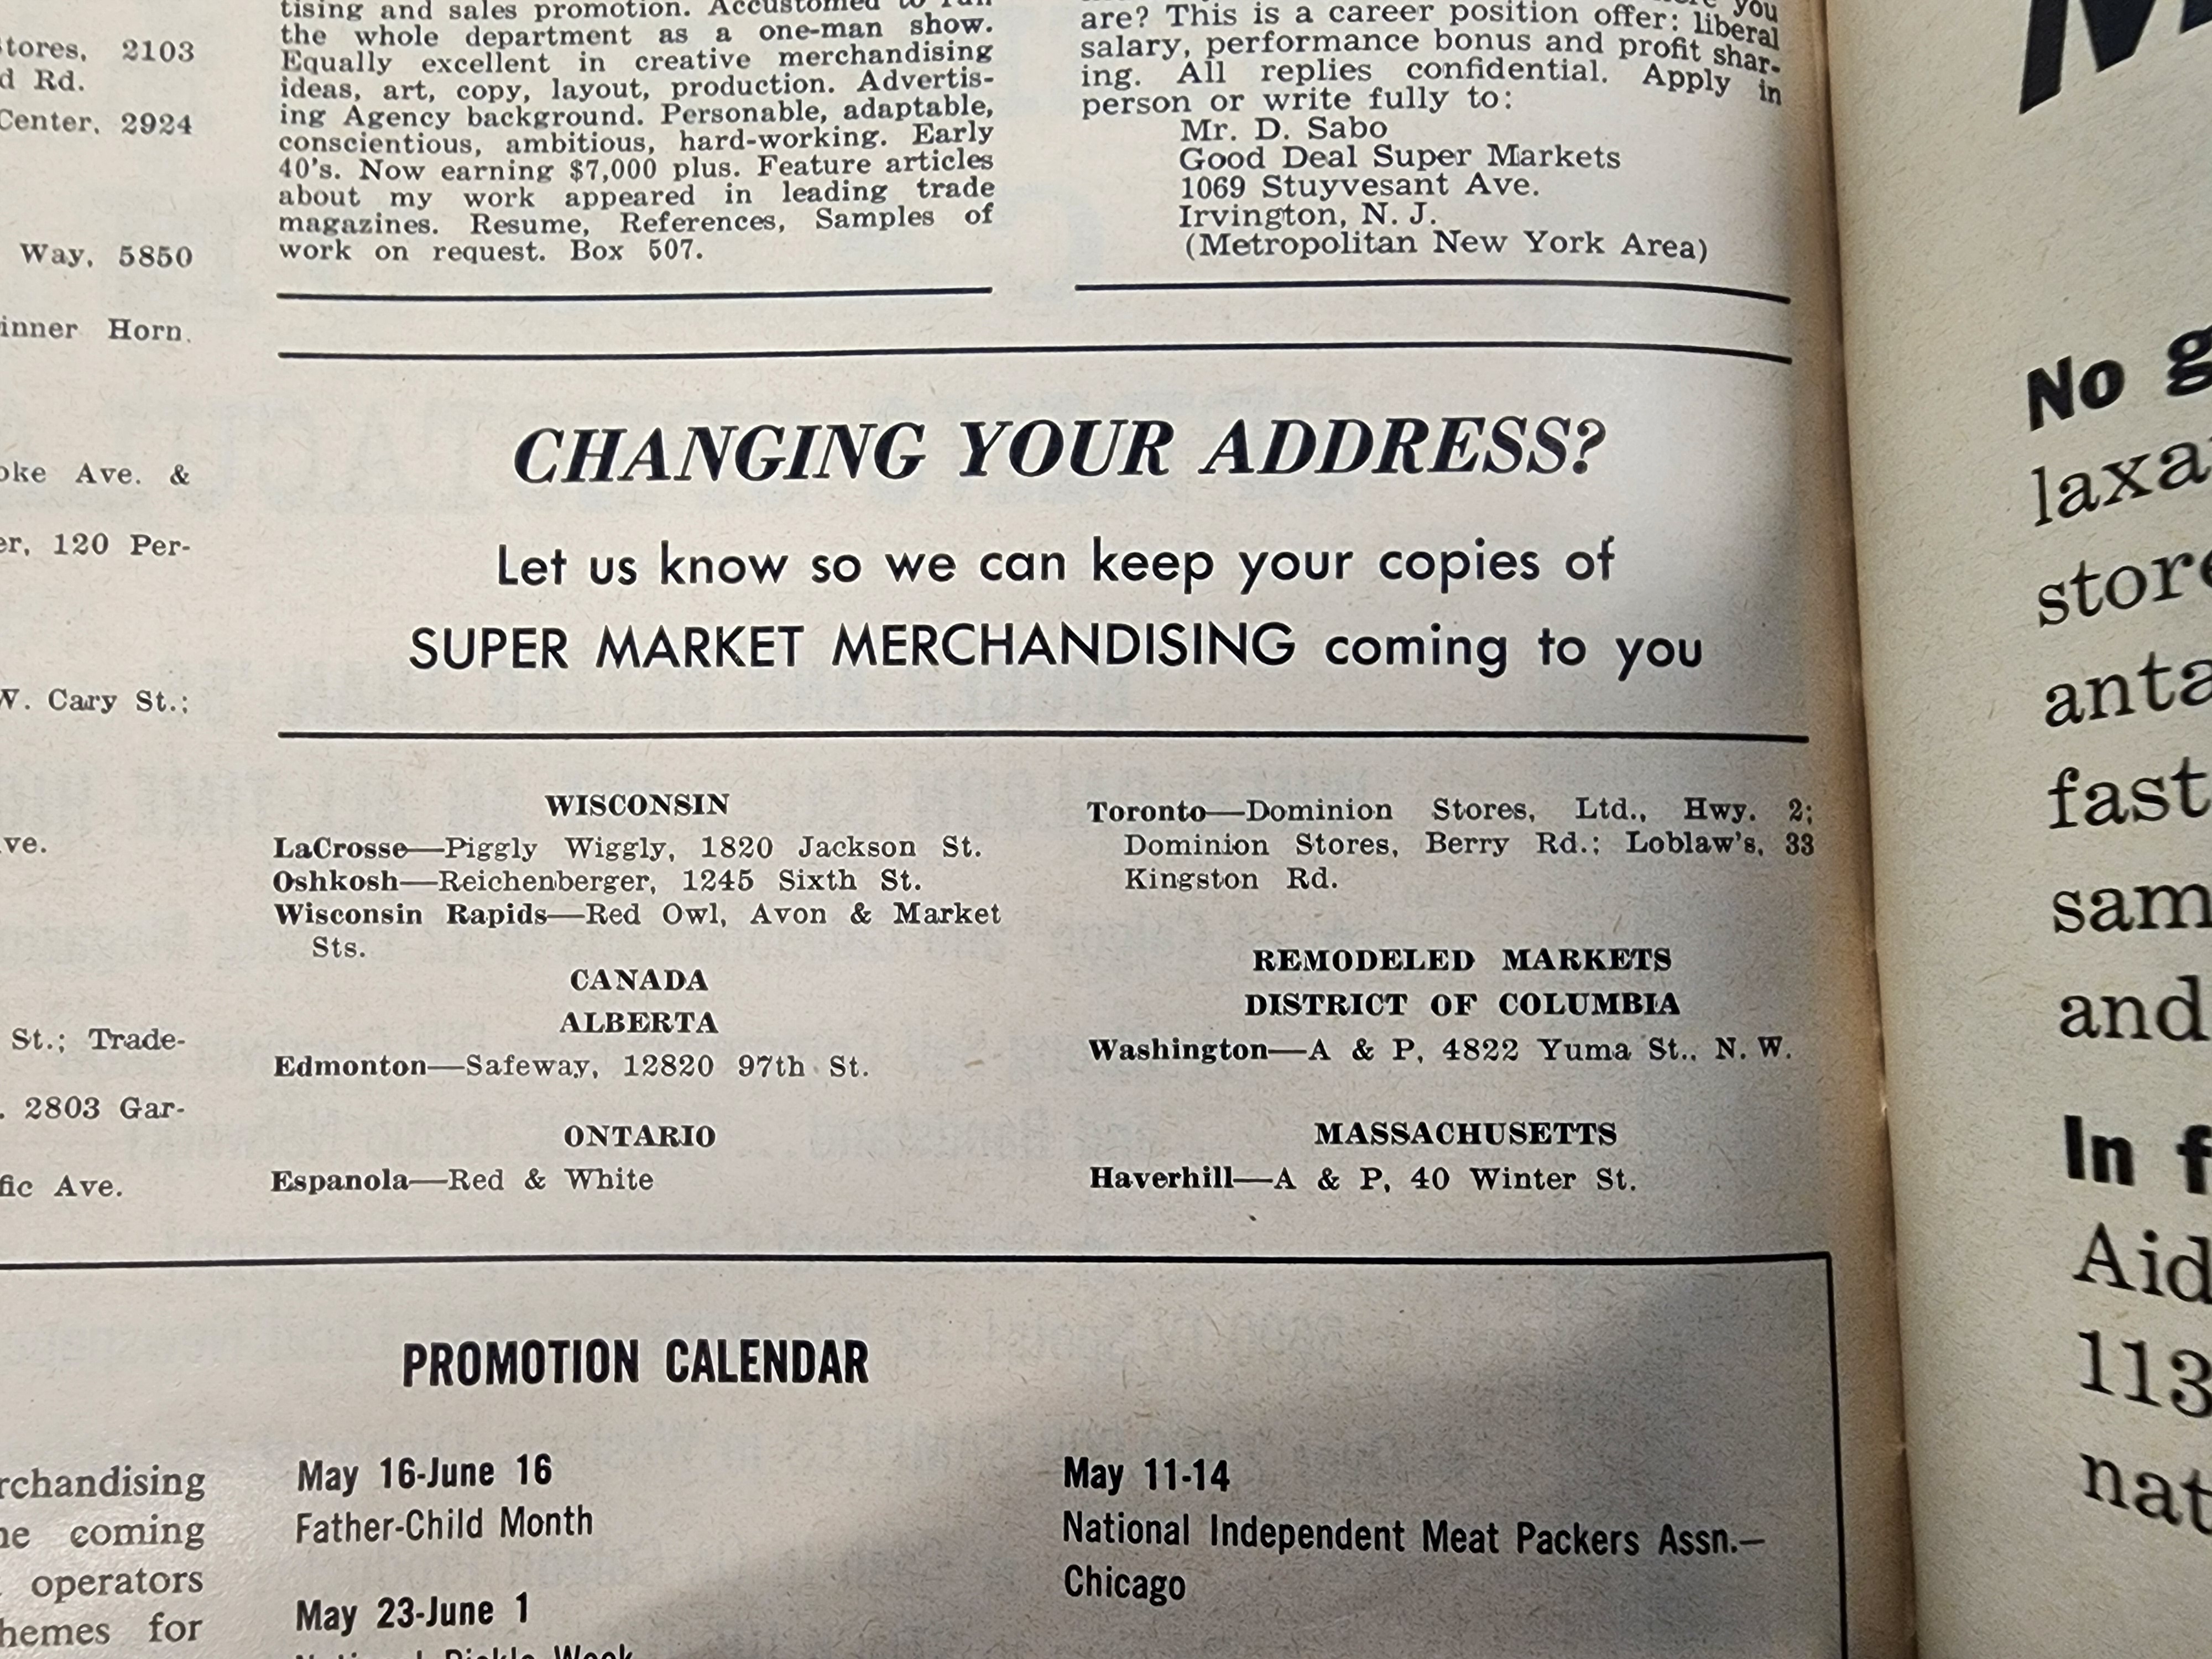 tores, 2103
d Rd.
Center, 2924
Way, 5850
inner Horn.
oke Ave. &
er, 120 Per-
W. Cary St.;
ve.
St.; Trade-
. 2803 Gar-
fic Ave.
tising and sales promotion. Accustomed to run
the whole department as a one-man show.
Equally excellent in creative merchandising
ideas, art, copy, layout, production. Advertis-
ing Agency background. Personable, adaptable,
conscientious, ambitious, hard-working. Early
40's. Now earning $7,000 plus. Feature articles
about my work appeared in leading trade
magazines. Resume, References, Samples of
work on request. Box 507.
you
are? This is a career position offer: liberal
salary, performance bonus and profit shar-
ing. All replies confidential. Apply in
person or write fully to:
Mr. D. Sabo
Good Deal Super Markets
1069 Stuyvesant Ave.
Irvington, N. J.
(Metropolitan New York Area)
CHANGING YOUR ADDRESS?
Let us know so we can keep your copies of
SUPER MARKET MERCHANDISING coming to you
WISCONSIN
LaCrosse—Piggly Wiggly, 1820 Jackson St.
Oshkosh—Reichenberger, 1245 Sixth St.
Wisconsin Rapids—Red Owl, Avon & Market
Sts.
CANADA
ALBERTA
Edmonton—Safeway, 12820 97th St.
ONTARIO
Espanola—Red & White
Toronto—Dominion Stores, Ltd., Hwy. 2;
Dominion Stores, Berry Rd.; Loblaw's, 33
Kingston Rd.
REMODELED MARKETS
DISTRICT OF COLUMBIA
Washington—A & P, 4822 Yuma St., N. W.
MASSACHUSETTS
Haverhill—A & P, 40 Winter St.
PROMOTION CALENDAR
rchandising
ne coming
operators
hemes for
May 16-June 16
Father-Child Month
May 23-June 1
National Pickle Week
May 11-14
National Independent Meat Packers Assn.—
Chicago
No g
laxa
store
anta
fast
sam
and
In f
Aid
113
nat